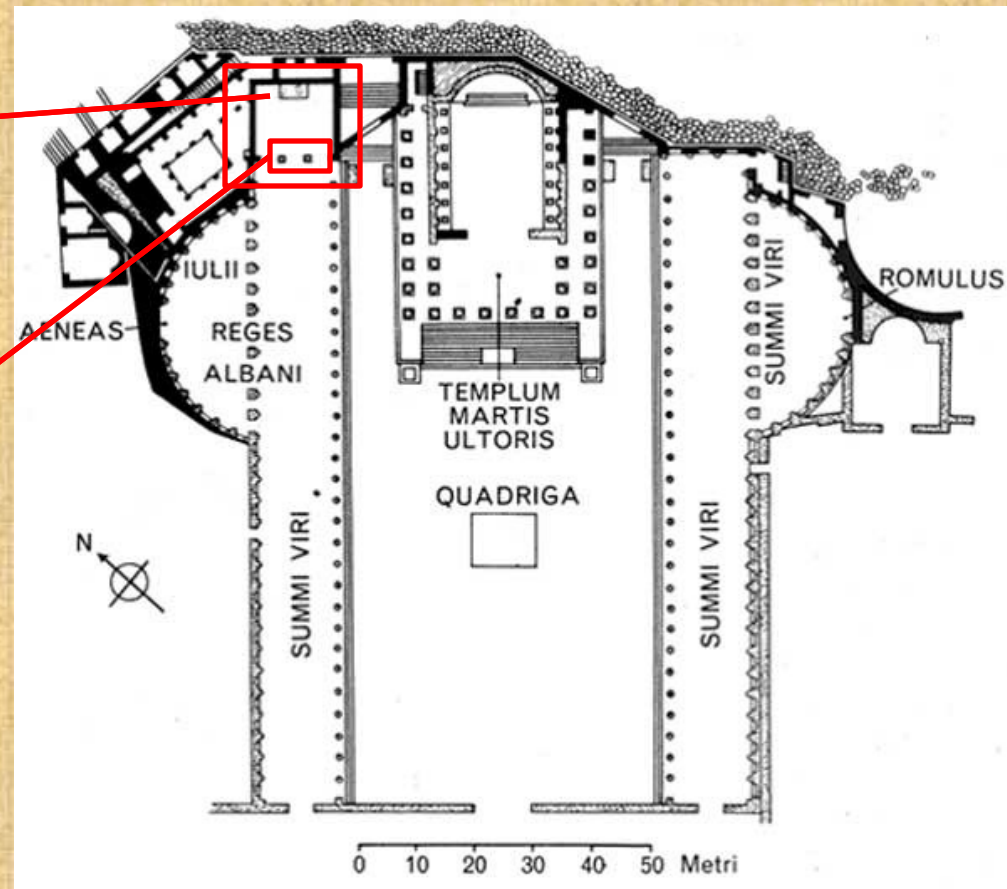 IULII
AENEAS
REGES
ALBANI
SUMMI VIRI
ROMULUS
TEMPLUM
MARTIS
ULTORIS
QUADRIGA
N
SUMMI VIRI
SUMMI VIRI
0 10 20 30 40 50 Metri